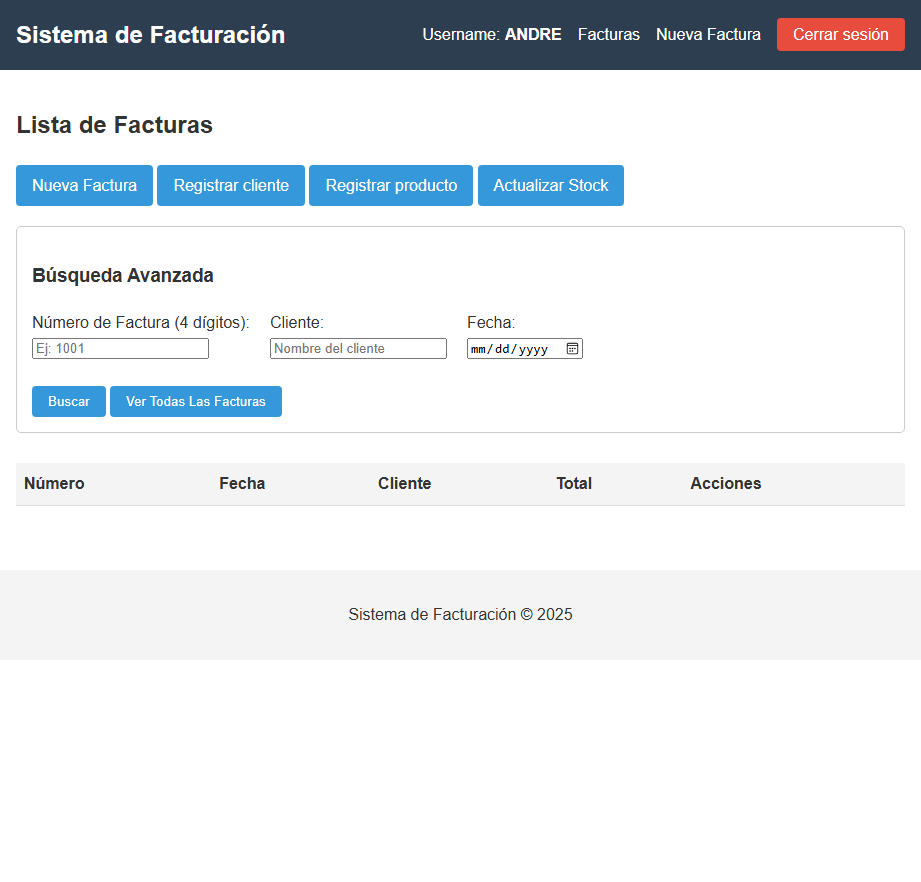 Sistema de Facturación
Username: ANDRE Facturas Nueva Factura Cerrar sesión
Lista de Facturas
Nueva Factura Registrar cliente Registrar producto Actualizar Stock
Búsqueda Avanzada
Número de Factura (4 dígitos): Cliente: Fecha:
Ej: 1001 Nombre del cliente mm/dd/yyyy
Buscar Ver Todas Las Facturas
Número Fecha Cliente Total Acciones
Sistema de Facturación © 2025